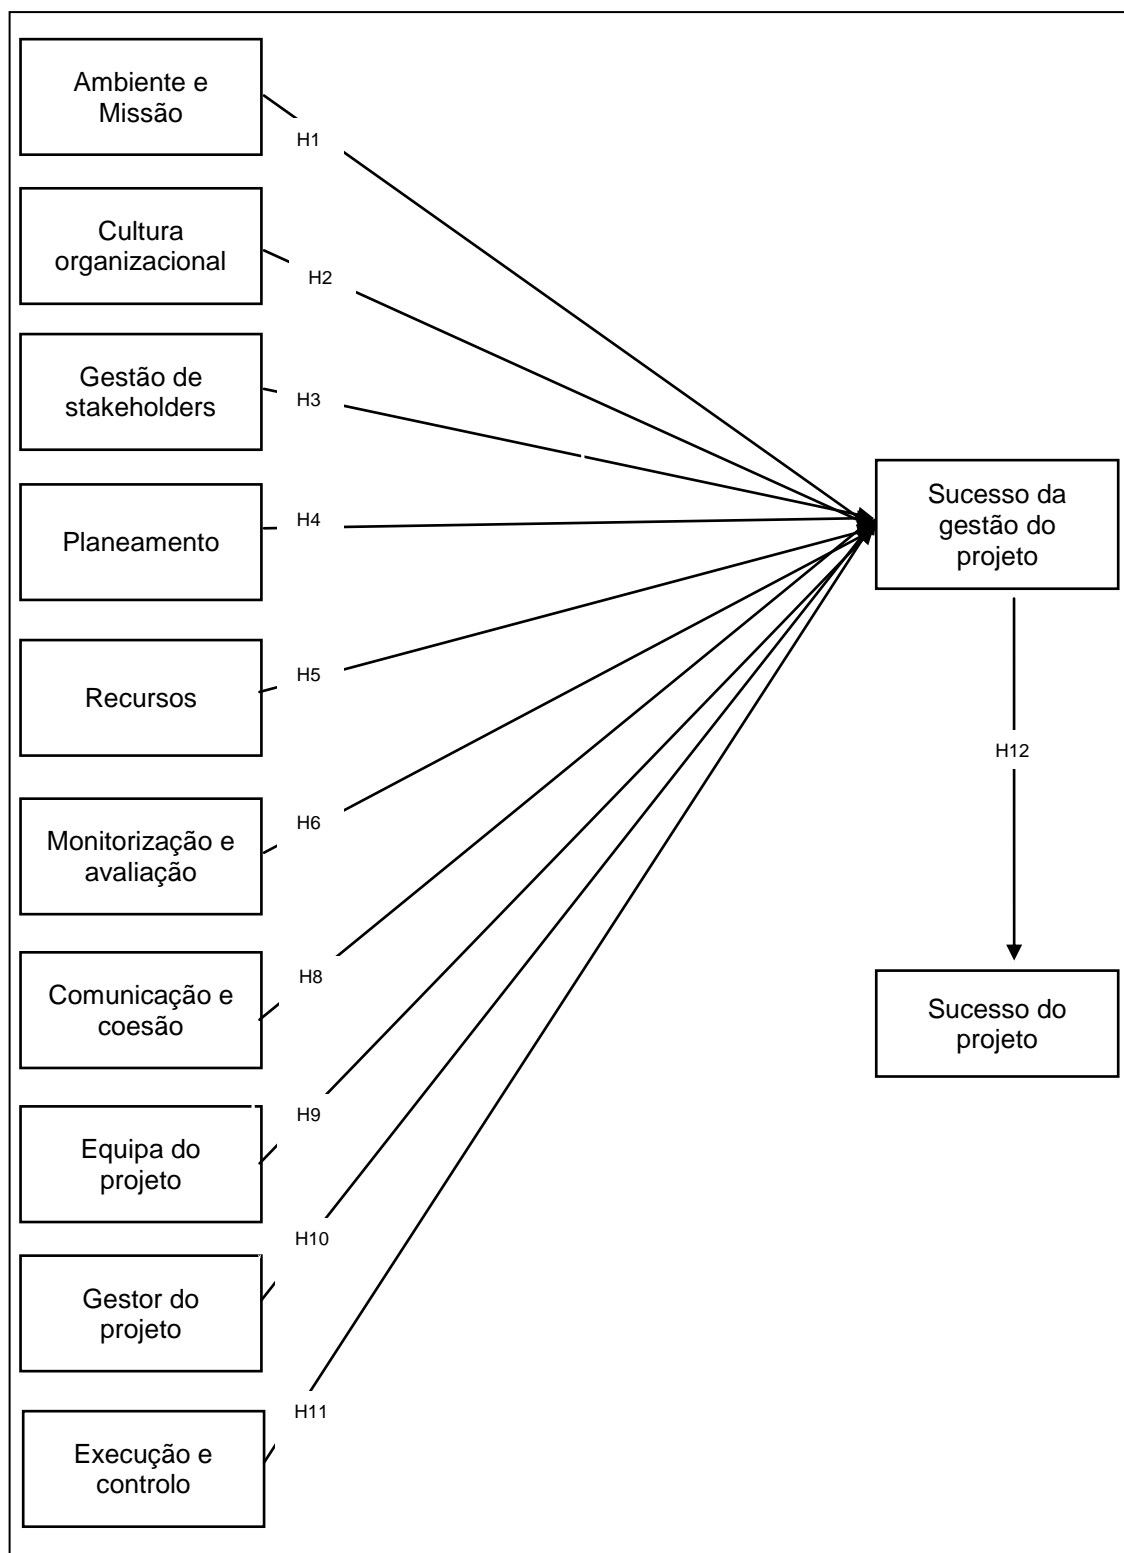 Ambiente e
Missão
H1
Cultura
organizacional
H2
Gestão de
stakeholders
H3
Planeamento
H4
Recursos
H5
Monitorização e
avaliação
H6
Comunicação e
coesão
H8
Equipa do
projeto
H9
Gestor do
projeto
H10
Execução e
controlo
H11
Sucesso da
gestão do
projeto
H12
Sucesso do
projeto